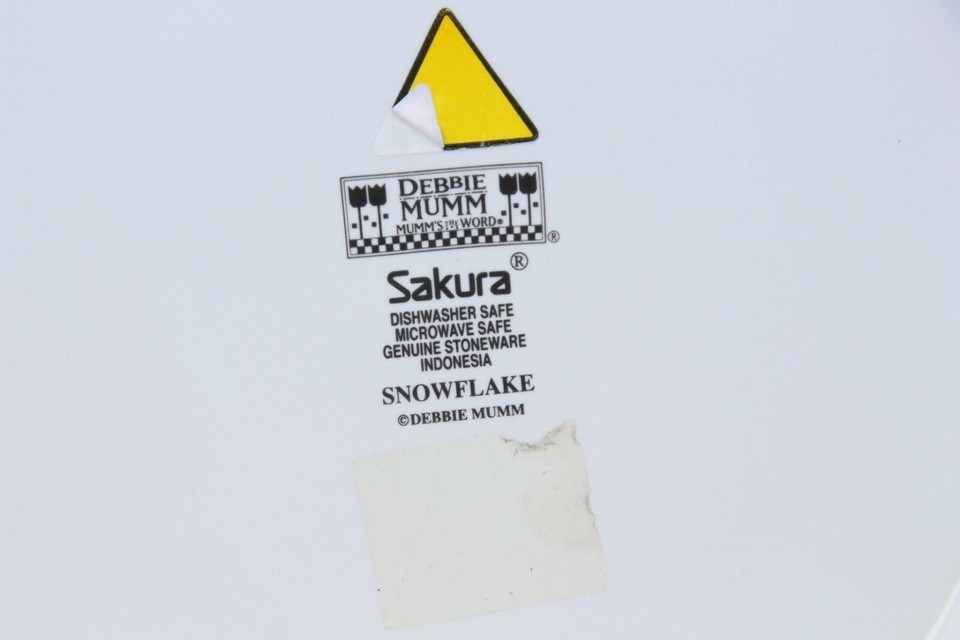 DEBBIE
MUMM
MUMM'S THE WORD®
®
Sakura®
DISHWASHER SAFE
MICROWAVE SAFE
GENUINE STONEWARE
INDONESIA
SNOWFLAKE
©DEBBIE MUMM